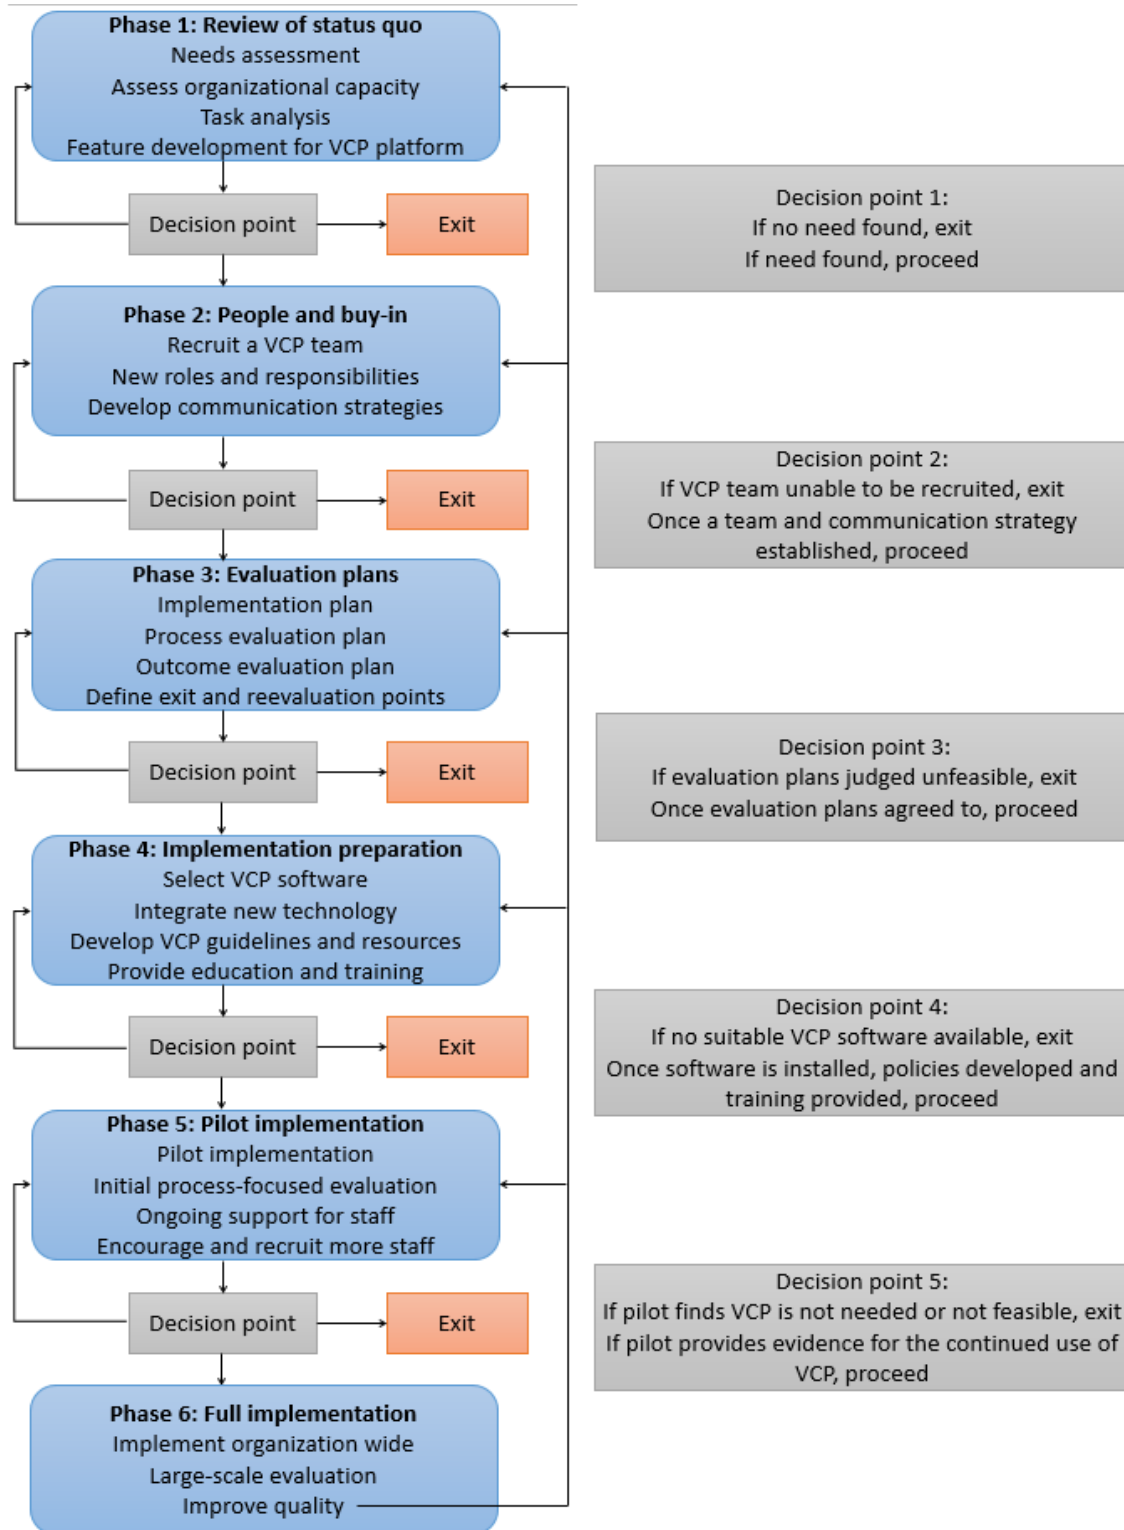 Phase 1: Review of status quo
Needs assessment
Assess organizational capacity
Task analysis
Feature development for VCP platform
Decision point
Exit
Decision point 1:
If no need found, exit
If need found, proceed
Phase 2: People and buy-in
Recruit a VCP team
New roles and responsibilities
Develop communication strategies
Decision point
Exit
Decision point 2:
If VCP team unable to be recruited, exit
Once a team and communication strategy
established, proceed
Phase 3: Evaluation plans
Implementation plan
Process evaluation plan
Outcome evaluation plan
Define exit and reevaluation points
Decision point
Exit
Decision point 3:
If evaluation plans judged unfeasible, exit
Once evaluation plans agreed to, proceed
Phase 4: Implementation preparation
Select VCP software
Integrate new technology
Develop VCP guidelines and resources
Provide education and training
Decision point
Exit
Decision point 4:
If no suitable VCP software available, exit
Once software is installed, policies developed and
training provided, proceed
Phase 5: Pilot implementation
Pilot implementation
Initial process-focused evaluation
Ongoing support for staff
Encourage and recruit more staff
Decision point
Exit
Decision point 5:
If pilot finds VCP is not needed or not feasible, exit
If pilot provides evidence for the continued use of
VCP, proceed
Phase 6: Full implementation
Implement organization wide
Large-scale evaluation
Improve quality